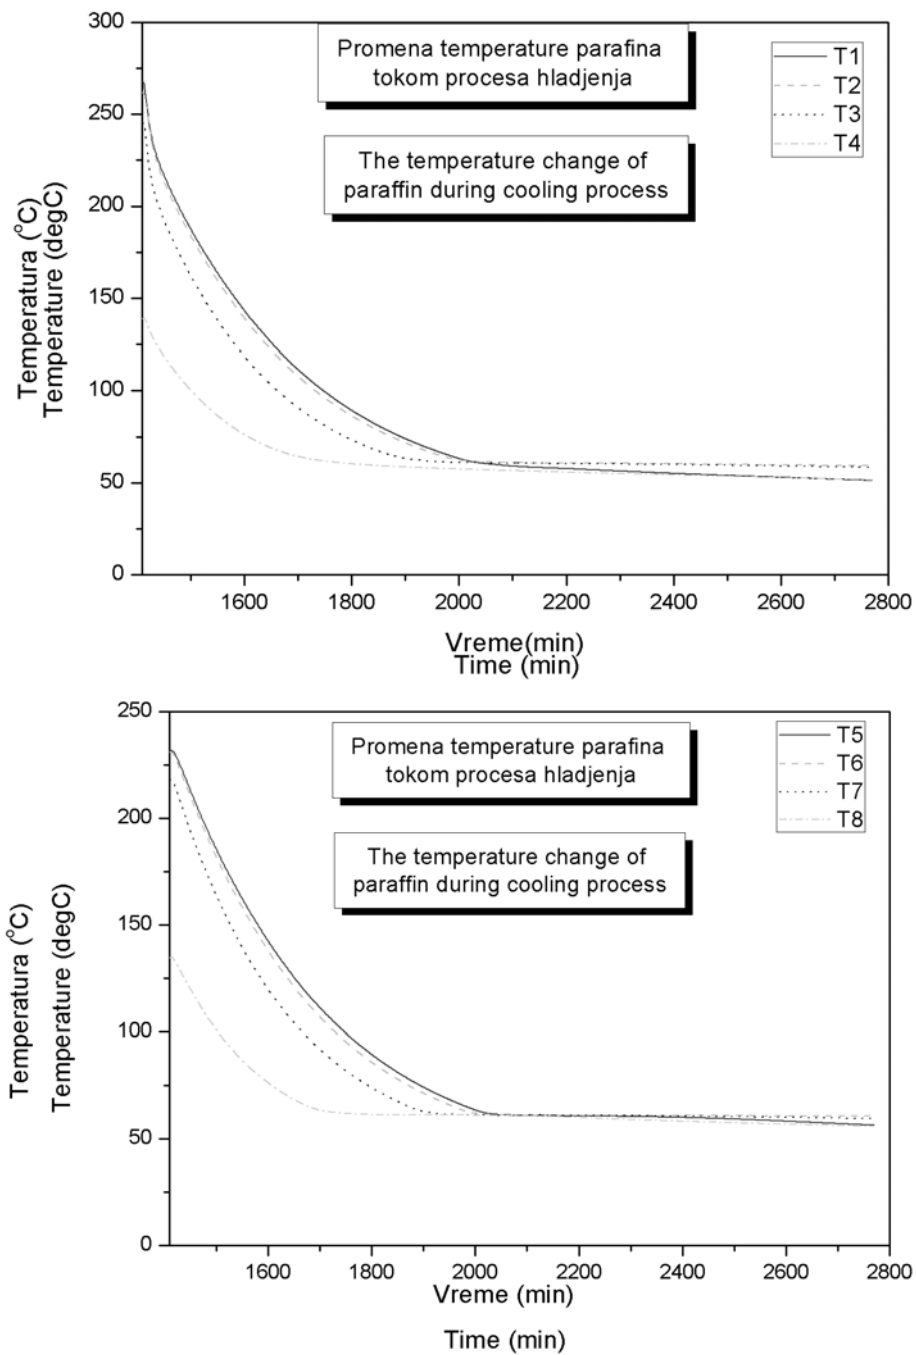 300
250
200
150
100
50
0
Temperatura (°C)
Temperature (degC)
Promena temperature parafina
tokom procesa hladjenja
The temperature change of
paraffin during cooling process
T1
T2
T3
T4
1600 1800 2000 2200 2400 2600 2800
Vreme(min)
Time (min)
250
200
150
100
50
0
Temperatura (°C)
Temperature (degC)
Promena temperature parafina
tokom procesa hladjenja
The temperature change of
paraffin during cooling process
T5
T6
T7
T8
1600 1800 2000 2200 2400 2600 2800
Vreme (min)
Time (min)